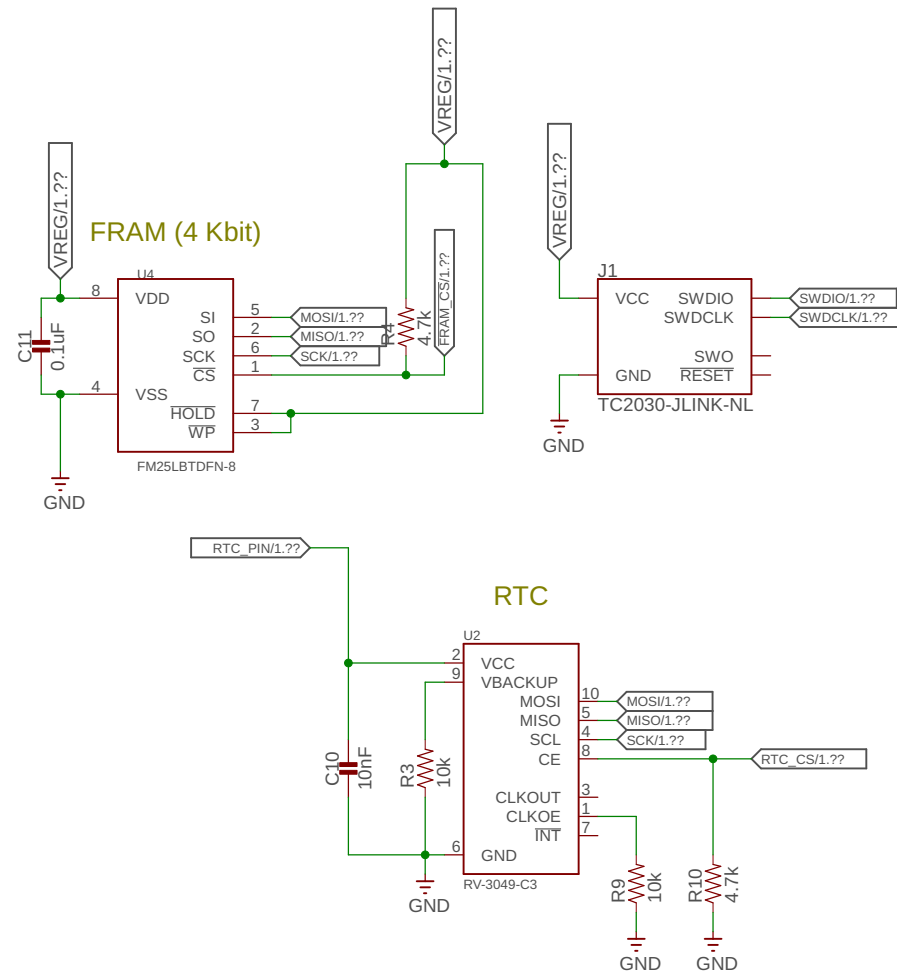 VREG/1.??
VREG/1.??
VREG/1.??
FRAM (4 Kbit)
U4
8
VDD
SI
5
MOSI/1.??
SO
2
MISO/1.??
SCK
6
SCK/1.??
CS
1
4
VSS
HOLD
7
WP
3
FM25LBTDFN-8
C11
0.1uF
GND
R4
4.7k
FRAM_CS/1.??
J1
VCC
SWDIO
SWDIO/1.??
SWDCLK
SWDCLK/1.??
SWO
GND
RESET
TC2030-JLINK-NL
GND
RTC_PIN/1.??
RTC
U2
2
VCC
9
VBACKUP
MOSI
10
MOSI/1.??
MISO
5
MISO/1.??
SCL
4
SCK/1.??
CE
8
RTC_CS/1.??
CLKOUT
3
CLKOE
1
INT
7
6
GND
RV-3049-C3
C10
10nF
R3
10k
GND
R9
10k
R10
4.7k
GND
GND